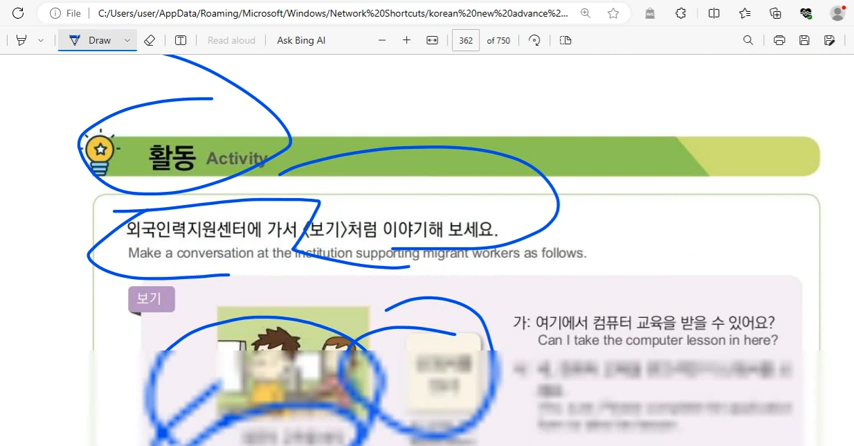 File
C:/Users/user/AppData/Roaming/Microsoft/Windows/Network%20Shortcuts/korean%20new%20advance%2...
Draw
Read aloud
Ask Bing AI
362
of 750
활동 Activity
외국인력지원센터에 가서 〈보기〉처럼 이야기해 보세요.
Make a conversation at the institution supporting migrant workers as follows.
보기
가: 여기에서 컴퓨터 교육을 받을 수 있어요?
Can I take the computer lesson in here?